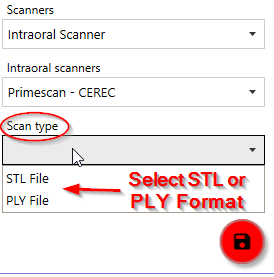 Scanners
Intraoral Scanner
Intraoral scanners
Primescan - CEREC
Scan type
STL File
PLY File
Select STL or
PLY Format